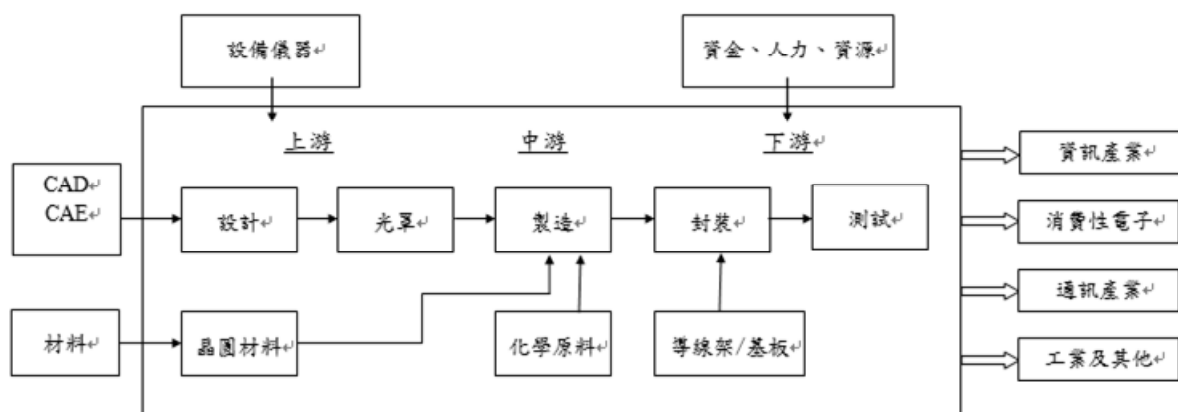 設備儀器
資金、人力、資源
上游
中游
下游
CAD
CAE
設計
光罩
製造
封裝
測試
材料
晶圓材料
化學原料
導線架/基板
資訊產業
消費性電子
通訊產業
工業及其他